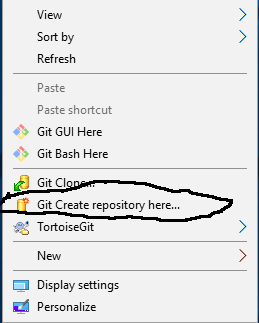 View
Sort by
Refresh
Paste
Paste shortcut
Git GUI Here
Git Bash Here
Git Clone...
Git Create repository here...
TortoiseGit
New
Display settings
Personalize